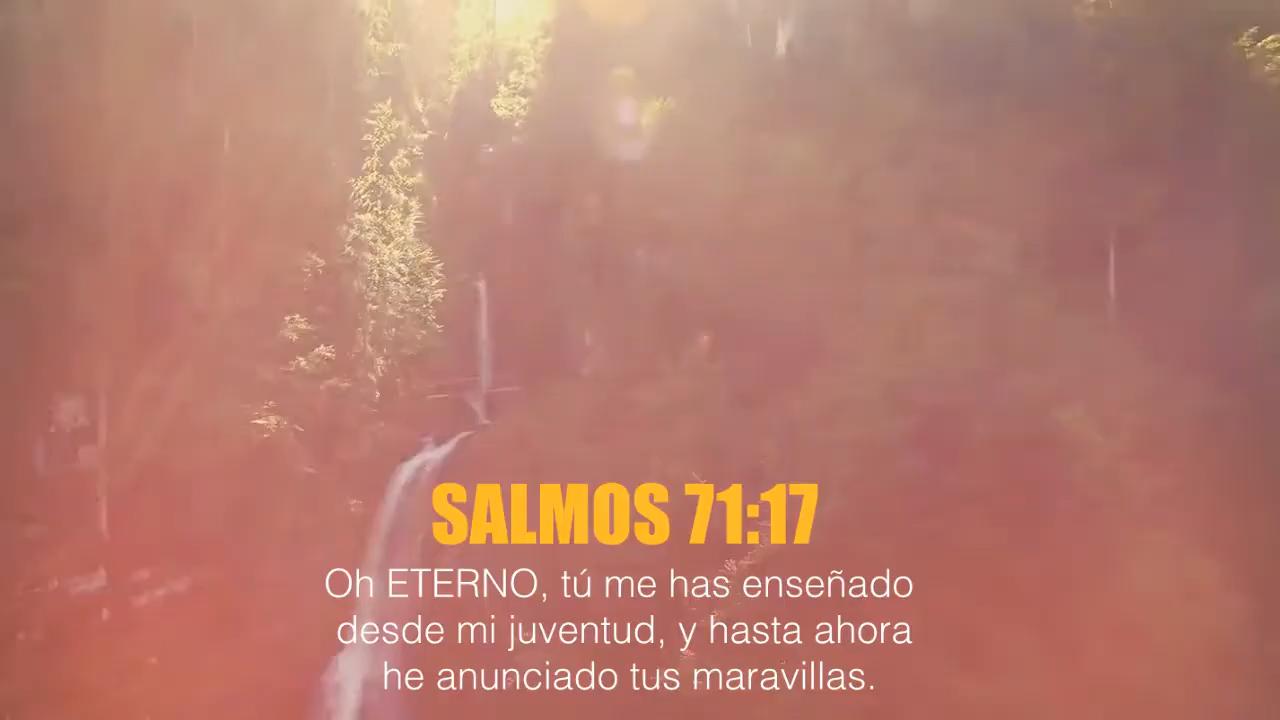 SALMOS 71:17
Oh ETERNO, tú me has enseñado
desde mi juventud, y hasta ahora
he anunciado tus maravillas.